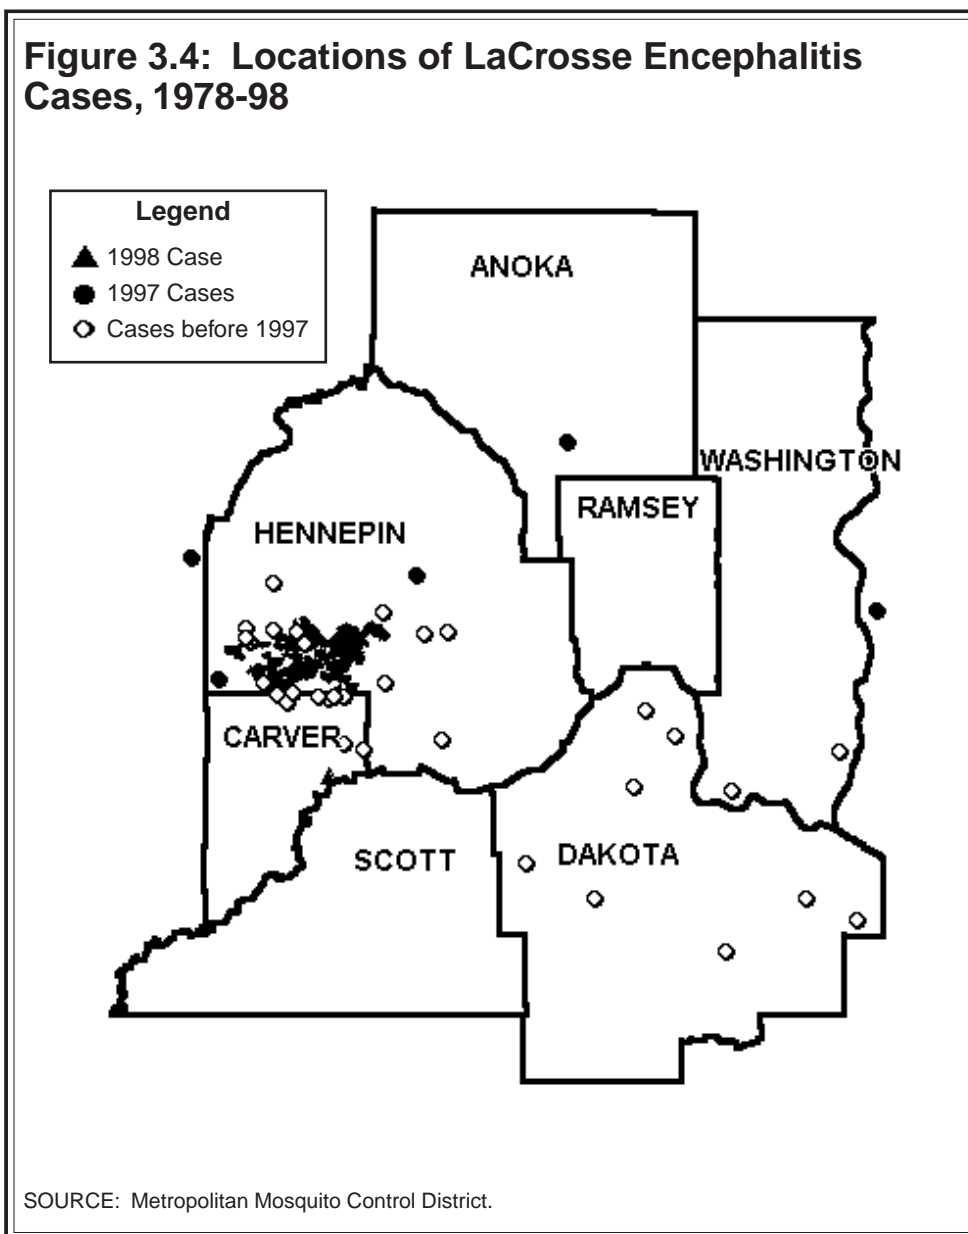 Figure 3.4: Locations of LaCrosse Encephalitis
Cases, 1978-98
Legend
1998 Case
1997 Cases
Cases before 1997
ANOKA
WASHINGTON
RAMSEY
HENNEPIN
CARVER
SCOTT
DAKOTA
SOURCE: Metropolitan Mosquito Control District.